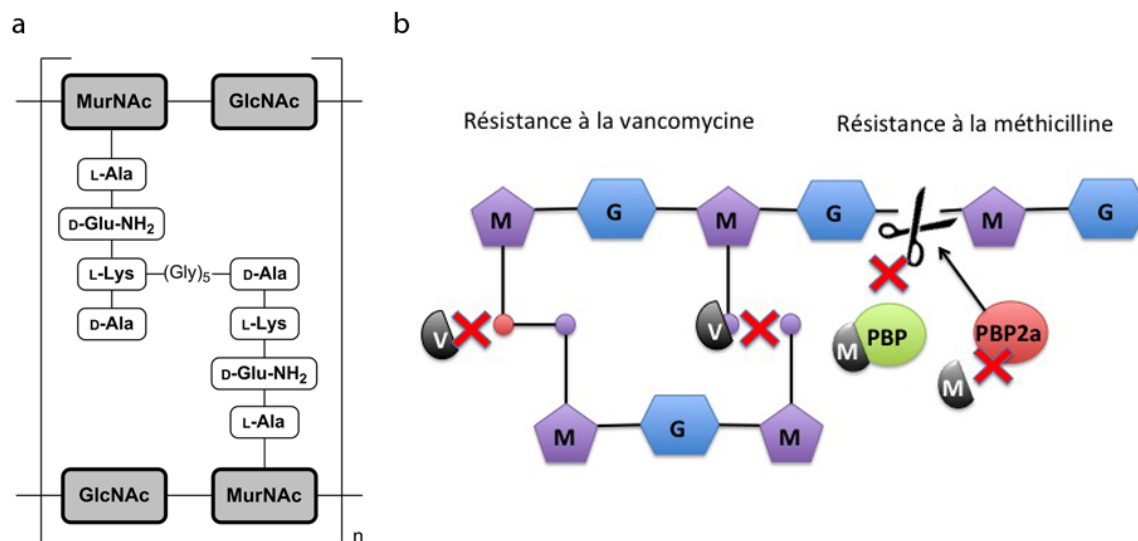 a
MurNAc GlcNAc
L-Ala
D-Glu-NH2
L-Lys (Gly)5 D-Ala
D-Ala L-Lys
D-Glu-NH2
L-Ala
GlcNAc MurNAc
n
b
Résistance à la vancomycine Résistance à la méthicilline
M G M G M G
V V M PBP M PBP2a
M G M